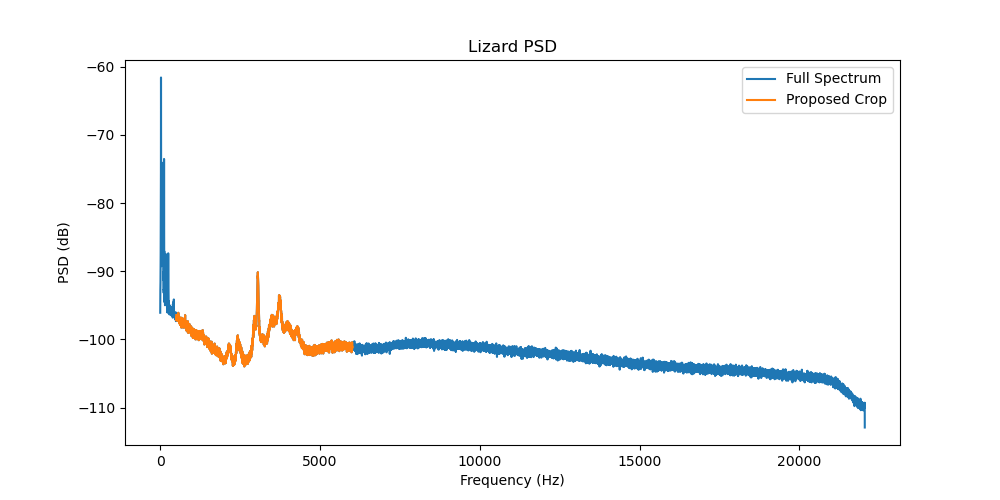 Lizard PSD
Full Spectrum
Proposed Crop
−60
−70
−80
−90
−100
−110
PSD (dB)
0
5000
10000
15000
20000
Frequency (Hz)